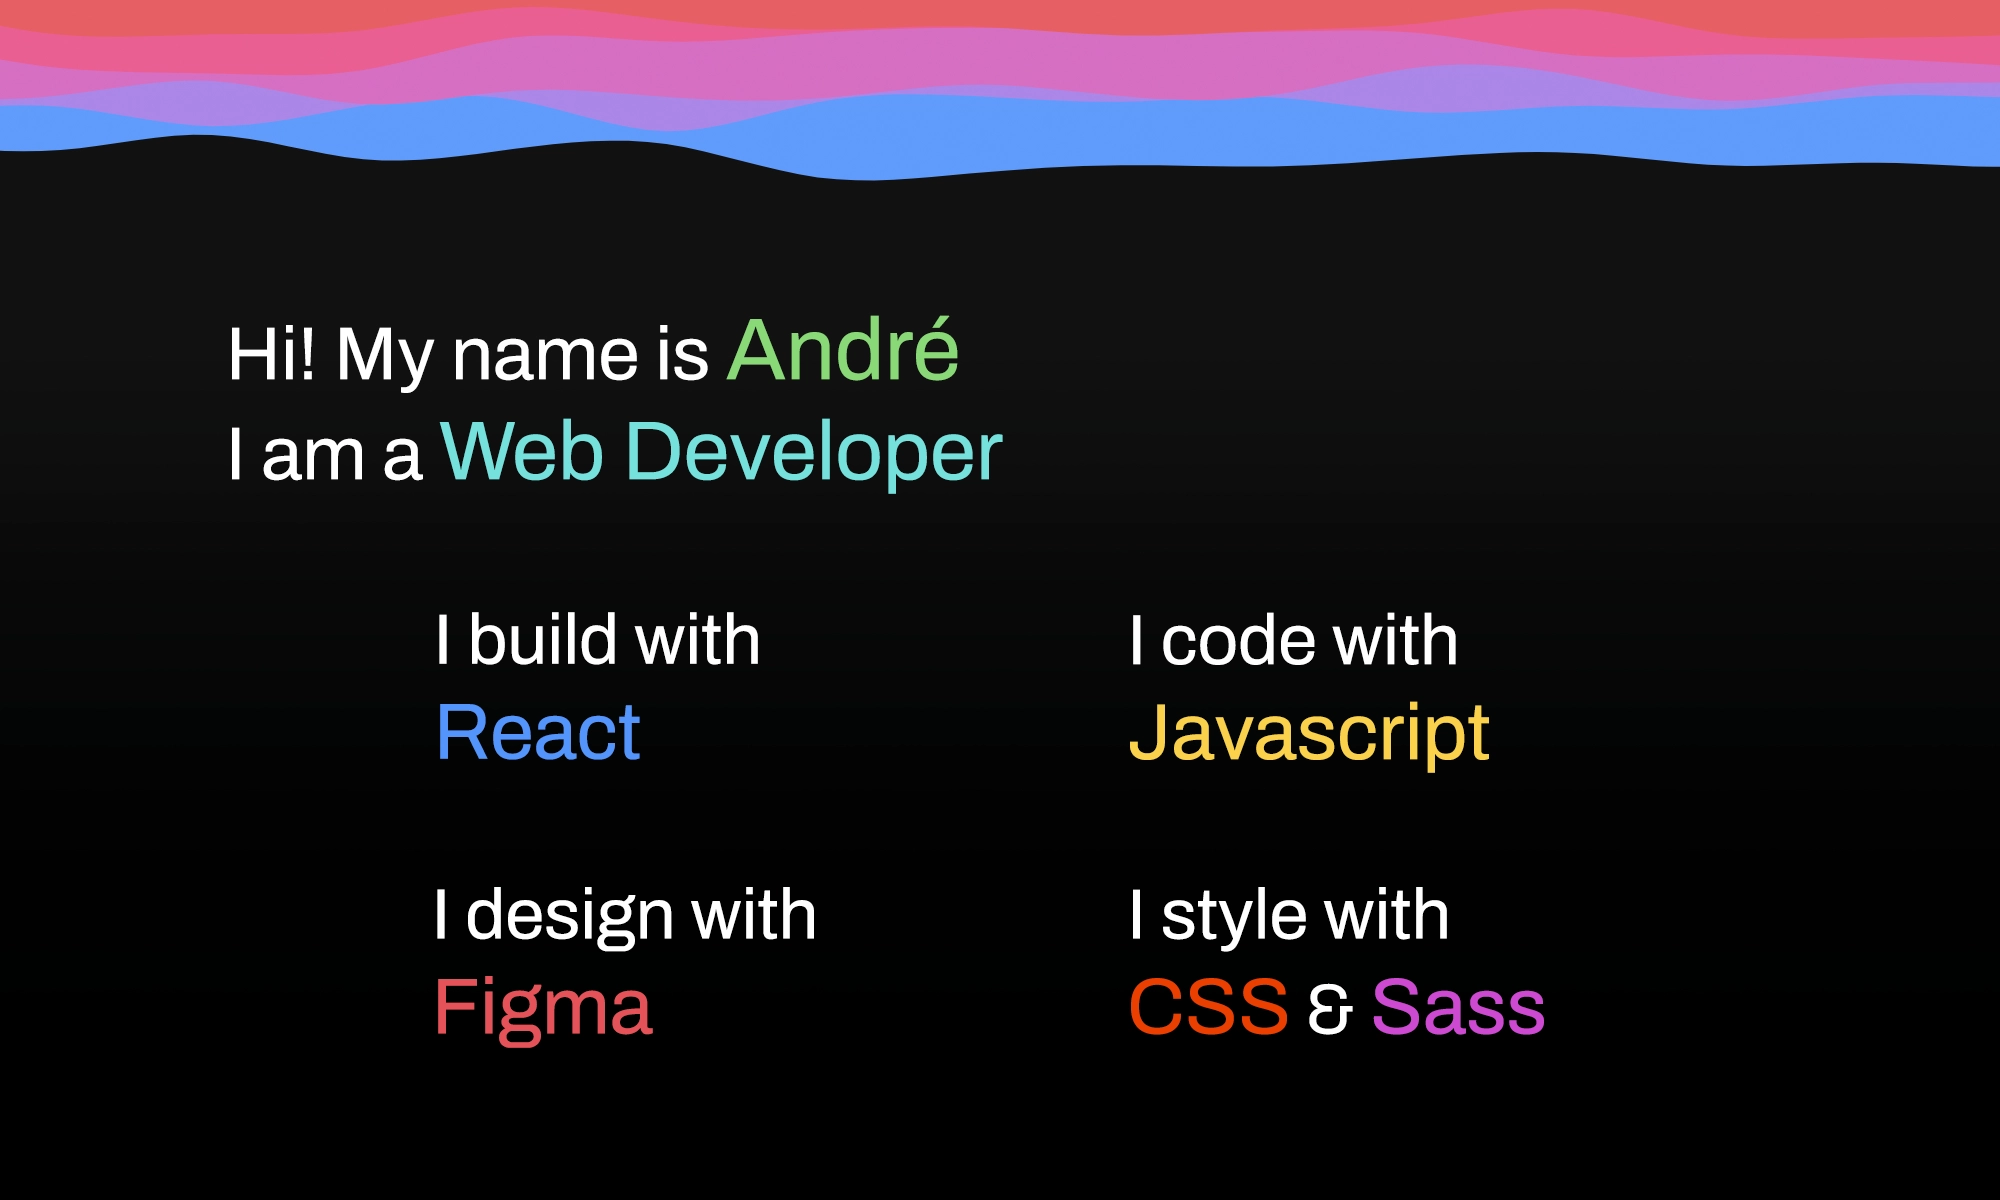 Hi! My name is André
I am a Web Developer
I build with
React
I code with
Javascript
I design with
Figma
I style with
CSS & Sass